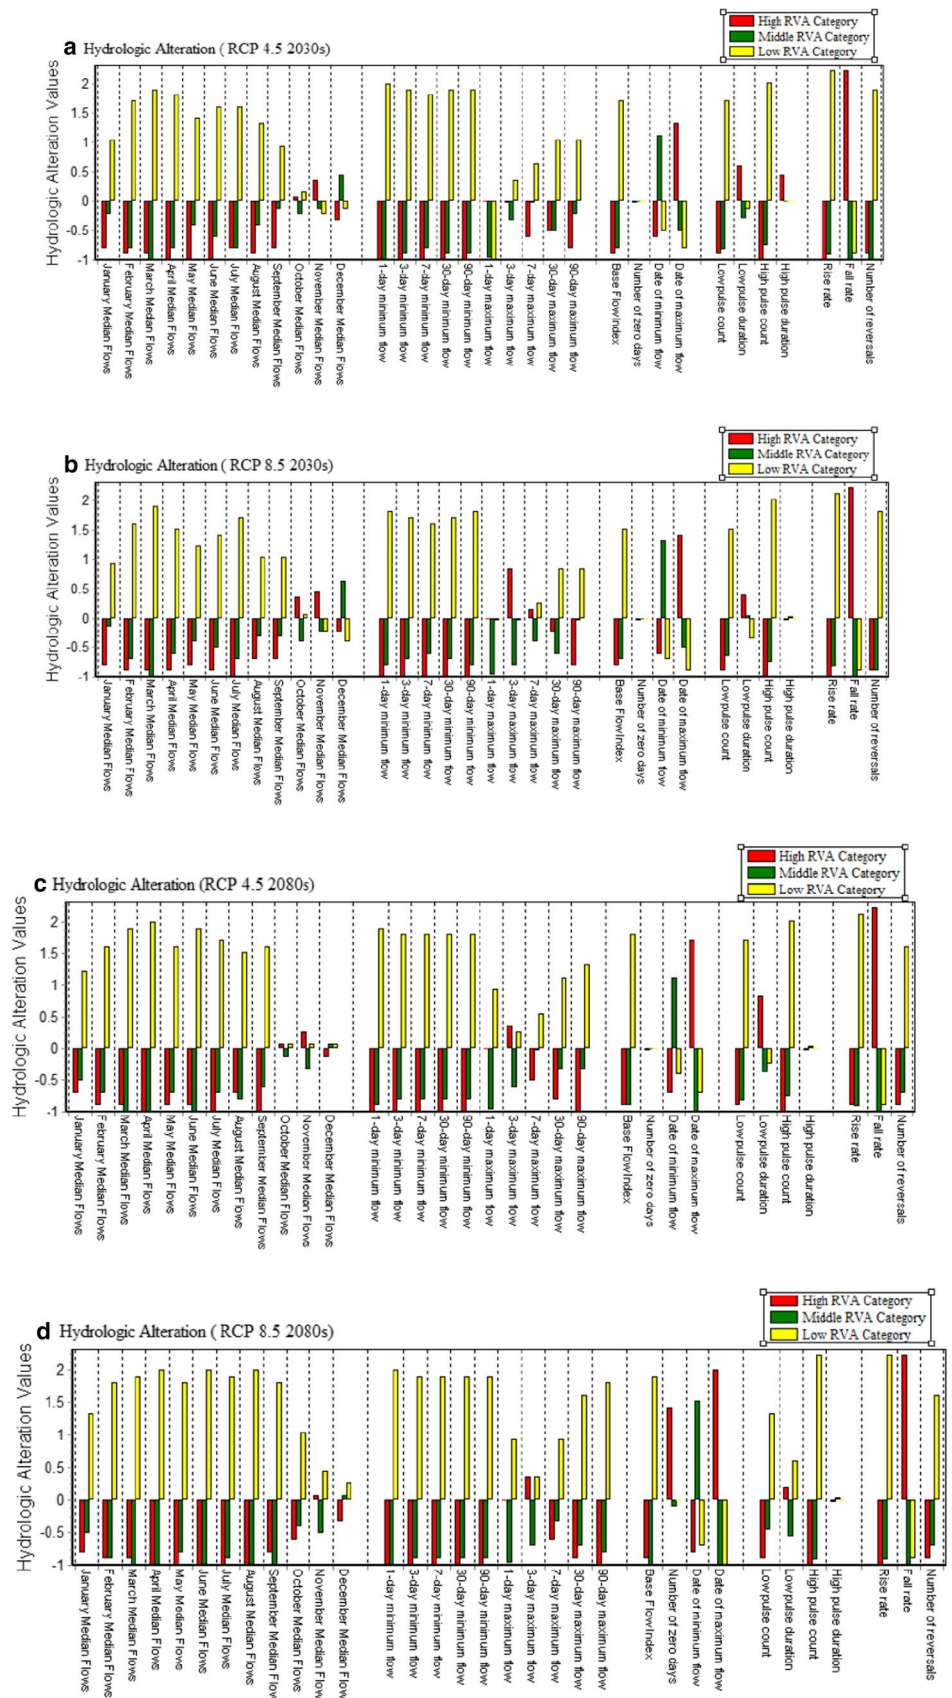 High RVA Category
Middle RVA Category
Low RVA Category
a Hydrologic Alteration ( RCP 4.5 2030s)
Hydrologic Alteration Values
2
1.5
1
0.5
0
-0.5
-1
January Median Flows
February Median Flows
March Median Flows
April Median Flows
May Median Flows
June Median Flows
July Median Flows
August Median Flows
September Median Flows
October Median Flows
November Median Flows
December Median Flows
1-day minimum flow
3-day minimum flow
7-day minimum flow
30-day minimum flow
90-day minimum flow
1-day maximum flow
3-day maximum flow
7-day maximum flow
30-day maximum flow
90-day maximum flow
Base Flow Index
Number of zero days
Date of minimum flow
Date of maximum flow
Low pulse count
Low pulse duration
High pulse count
High pulse duration
Rise rate
Fall rate
Number of reversals
High RVA Category
Middle RVA Category
Low RVA Category
b Hydrologic Alteration ( RCP 8.5 2030s)
Hydrologic Alteration Values
2
1.5
1
0.5
0
-0.5
-1
January Median Flows
February Median Flows
March Median Flows
April Median Flows
May Median Flows
June Median Flows
July Median Flows
August Median Flows
September Median Flows
October Median Flows
November Median Flows
December Median Flows
1-day minimum flow
3-day minimum flow
7-day minimum flow
30-day minimum flow
90-day minimum flow
1-day maximum flow
3-day maximum flow
7-day maximum flow
30-day maximum flow
90-day maximum flow
Base Flow Index
Number of zero days
Date of minimum flow
Date of maximum flow
Low pulse count
Low pulse duration
High pulse count
High pulse duration
Rise rate
Fall rate
Number of reversals
High RVA Category
Middle RVA Category
Low RVA Category
c Hydrologic Alteration (RCP 4.5 2080s)
Hydrologic Alteration Values
2
1.5
1
0.5
0
-0.5
-1
January Median Flows
February Median Flows
March Median Flows
April Median Flows
May Median Flows
June Median Flows
July Median Flows
August Median Flows
September Median Flows
October Median Flows
November Median Flows
December Median Flows
1-day minimum flow
3-day minimum flow
7-day minimum flow
30-day minimum flow
90-day minimum flow
1-day maximum flow
3-day maximum flow
7-day maximum flow
30-day maximum flow
90-day maximum flow
Base Flow Index
Number of zero days
Date of minimum flow
Date of maximum flow
Low pulse count
Low pulse duration
High pulse count
High pulse duration
Rise rate
Fall rate
Number of reversals
High RVA Category
Middle RVA Category
Low RVA Category
d Hydrologic Alteration ( RCP 8.5 2080s)
Hydrologic Alteration Values
2
1.5
1
0.5
0
-0.5
-1
January Median Flows
February Median Flows
March Median Flows
April Median Flows
May Median Flows
June Median Flows
July Median Flows
August Median Flows
September Median Flows
October Median Flows
November Median Flows
December Median Flows
1-day minimum flow
3-day minimum flow
7-day minimum flow
30-day minimum flow
90-day minimum flow
1-day maximum flow
3-day maximum flow
7-day maximum flow
30-day maximum flow
90-day maximum flow
Base Flow Index
Number of zero days
Date of minimum flow
Date of maximum flow
Low pulse count
Low pulse duration
High pulse count
High pulse duration
Rise rate
Fall rate
Number of reversals